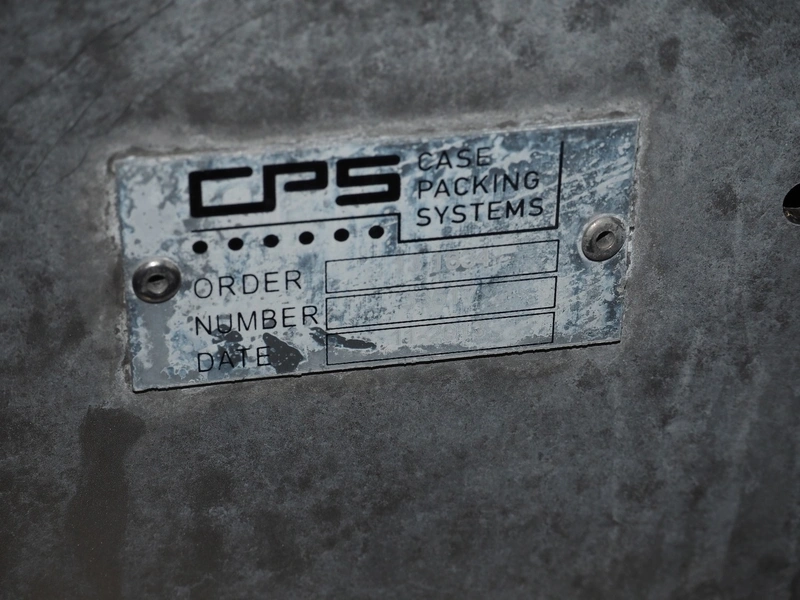 CPS
CASE
PACKING
SYSTEMS
ORDER
NUMBER
DATE